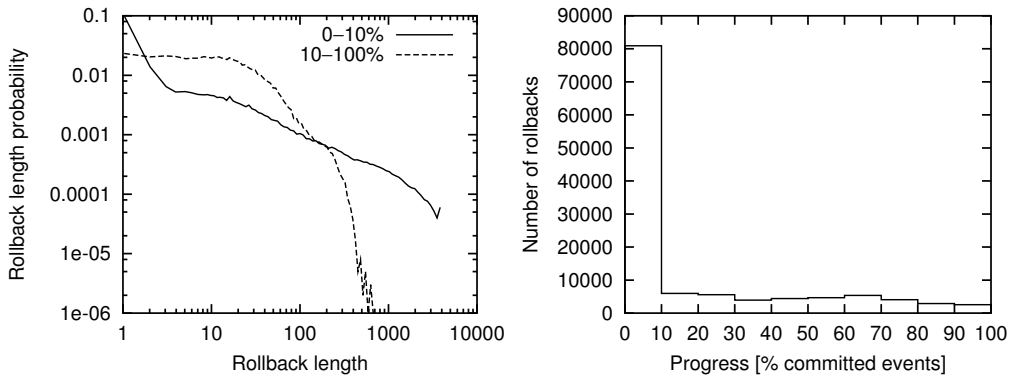 0.1
0.01
0.001
0.0001
1e-05
1e-06
1 10 100 1000 10000
Rollback length probability
Rollback length
0–10%
10–100%
90000
80000
70000
60000
50000
40000
30000
20000
10000
0
0 10 20 30 40 50 60 70 80 90 100
Number of rollbacks
Progress [% committed events]